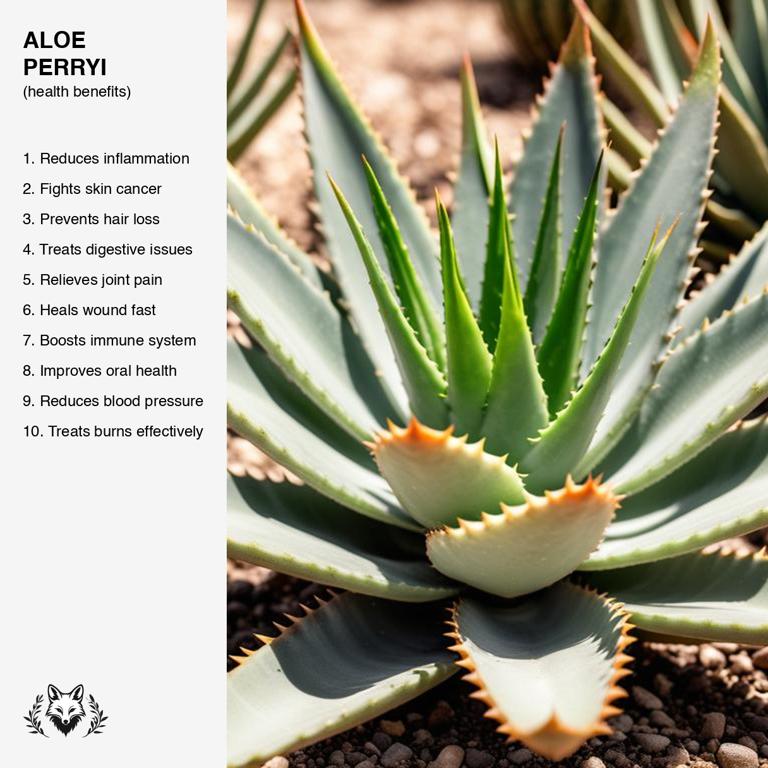 ALOE
PERRYI
(health benefits)
1. Reduces inflammation
2. Fights skin cancer
3. Prevents hair loss
4. Treats digestive issues
5. Relieves joint pain
6. Heals wound fast
7. Boosts immune system
8. Improves oral health
9. Reduces blood pressure
10. Treats burns effectively